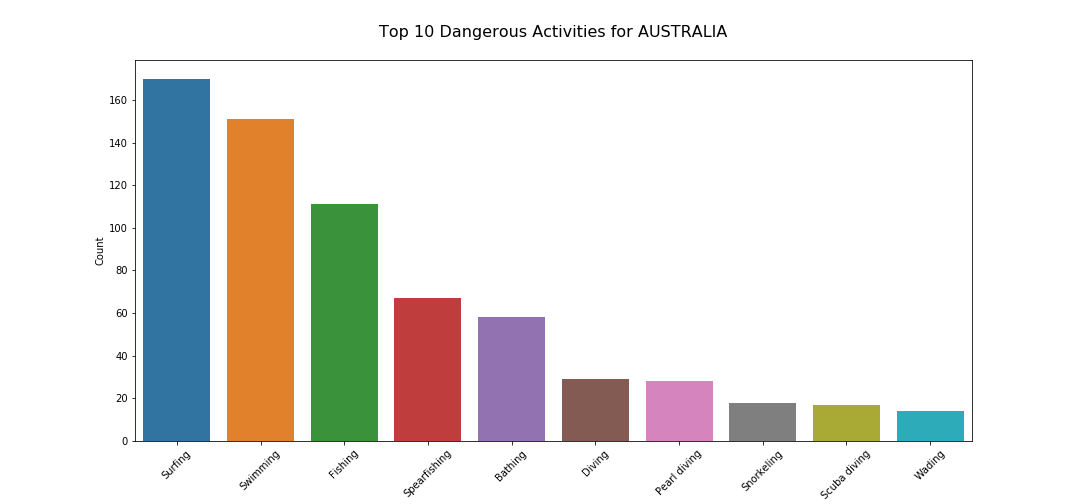 Top 10 Dangerous Activities for AUSTRALIA
160
140
120
100
80
60
40
20
0
Count
Surfing
Swimming
Fishing
Spearfishing
Bathing
Diving
Pearl diving
Snorkeling
Scuba diving
Wading